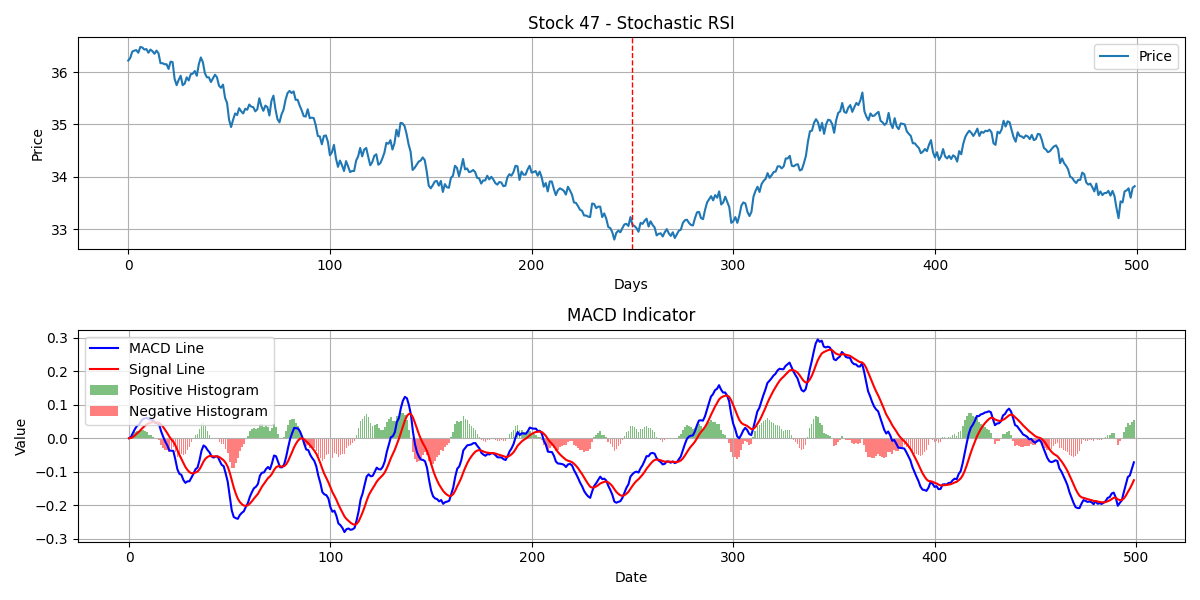 Stock 47 - Stochastic RSI
Price
36
35
34
33
Price
0
100
200
300
400
500
Days
MACD Indicator
0.3
0.2
0.1
0.0
−0.1
−0.2
−0.3
Value
MACD Line
Signal Line
Positive Histogram
Negative Histogram
0
100
200
300
400
500
Date